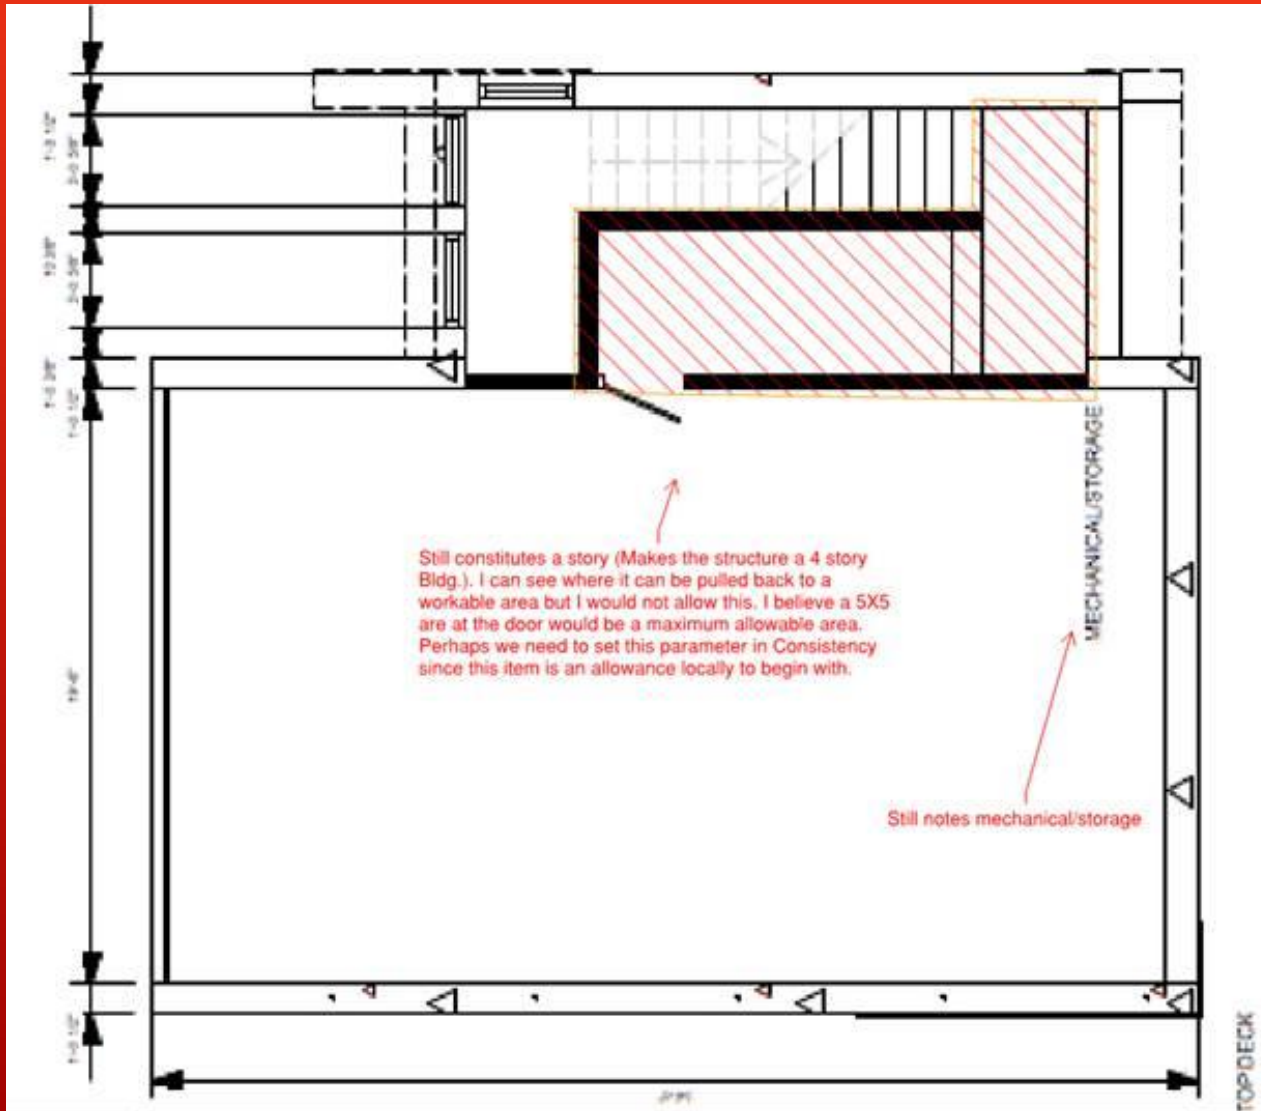 Still constitutes a story (Makes the structure a 4 story
Bldg.). I can see where it can be pulled back to a
workable area but I would not allow this. I believe a 5X5
are at the door would be a maximum allowable area.
Perhaps we need to set this parameter in Consistency
since this item is an allowance locally to begin with.
MECHANICAL/STORAGE
Still notes mechanical/storage
TOP DECK